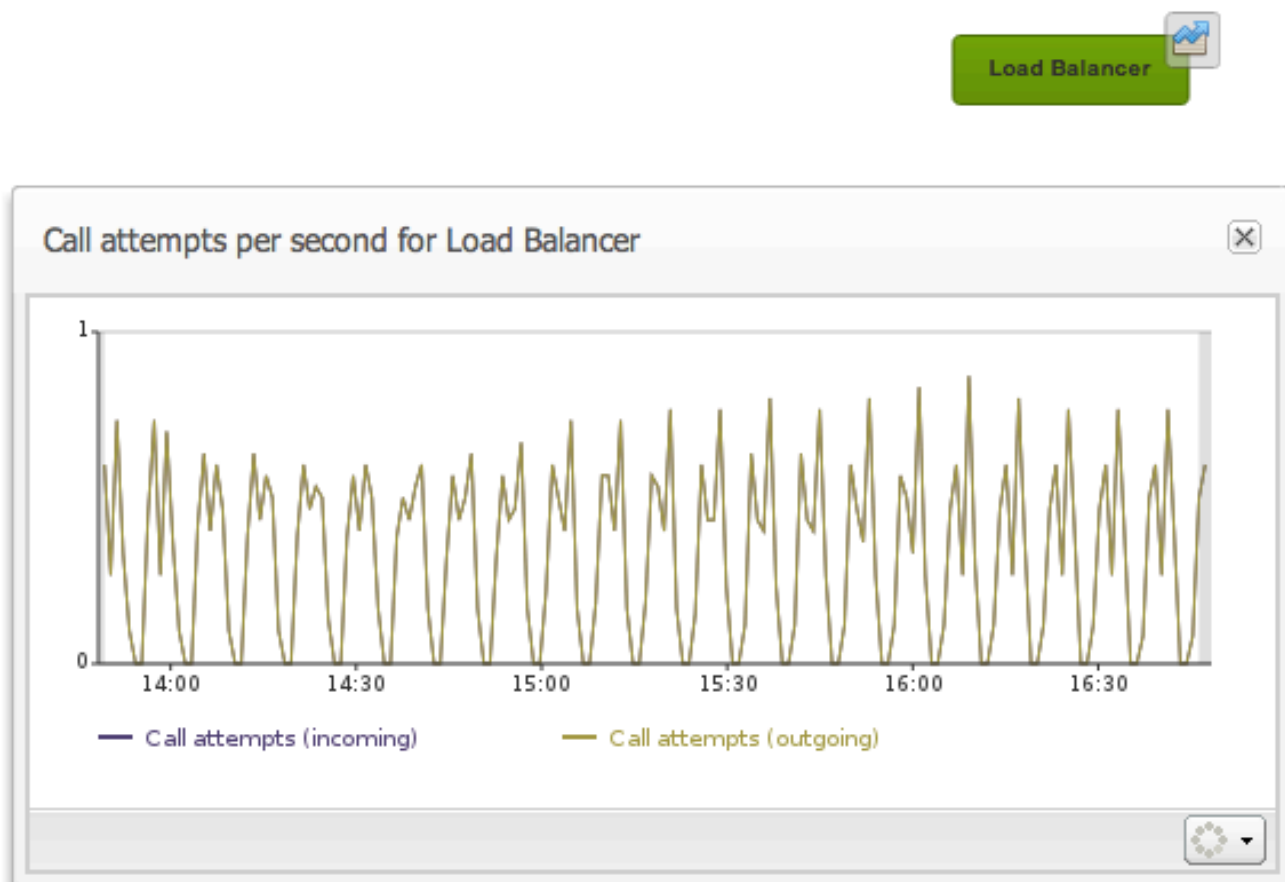 Load Balancer
Call attempts per second for Load Balancer
1
0
14:00 14:30 15:00 15:30 16:00 16:30
Call attempts (incoming) Call attempts (outgoing)